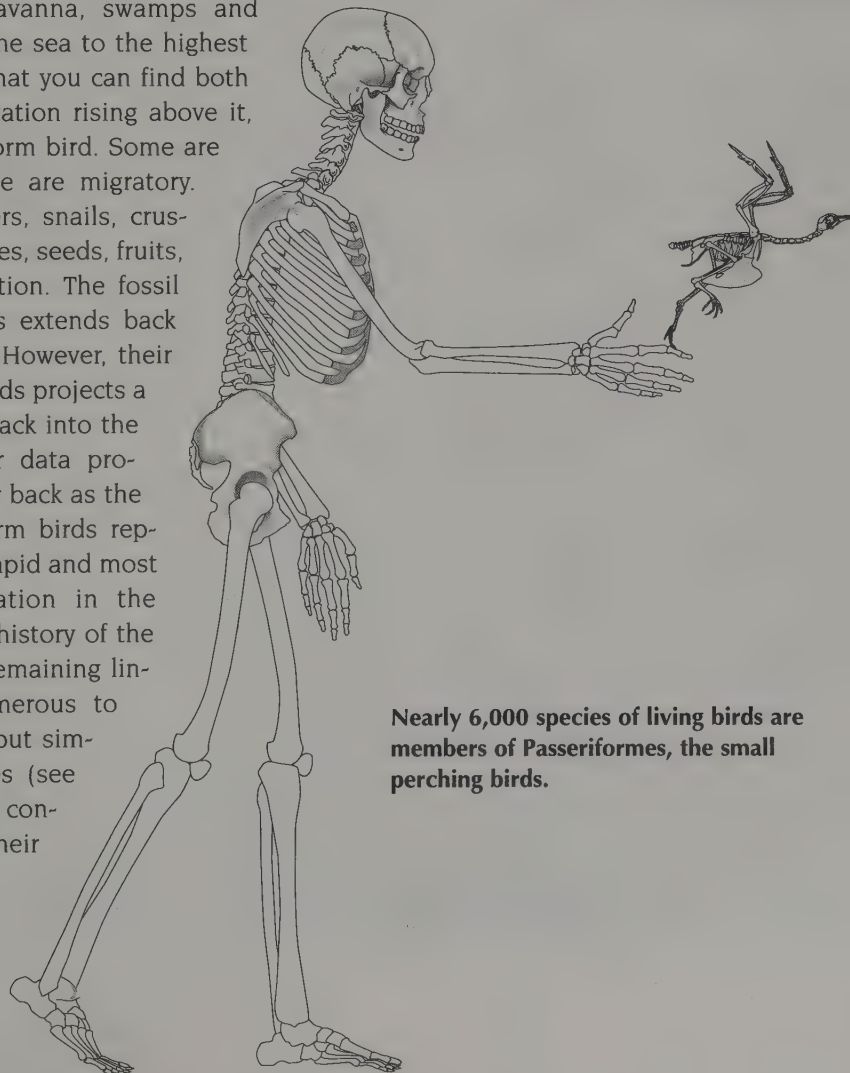 avanna, swamps and
ne sea to the highest
hat you can find both
ation rising above it,
orm bird. Some are
e are migratory.
ers, snails, crus-
es, seeds, fruits,
tion. The fossil
s extends back
However, their
ds projects a
ack into the
r data pro-
r back as the
rm birds rep-
apid and most
ation in the
history of the
emaining lin-
merous to
out sim-
s (see
con-
heir
Nearly 6,000 species of living birds are
members of Passeriformes, the small
perching birds.